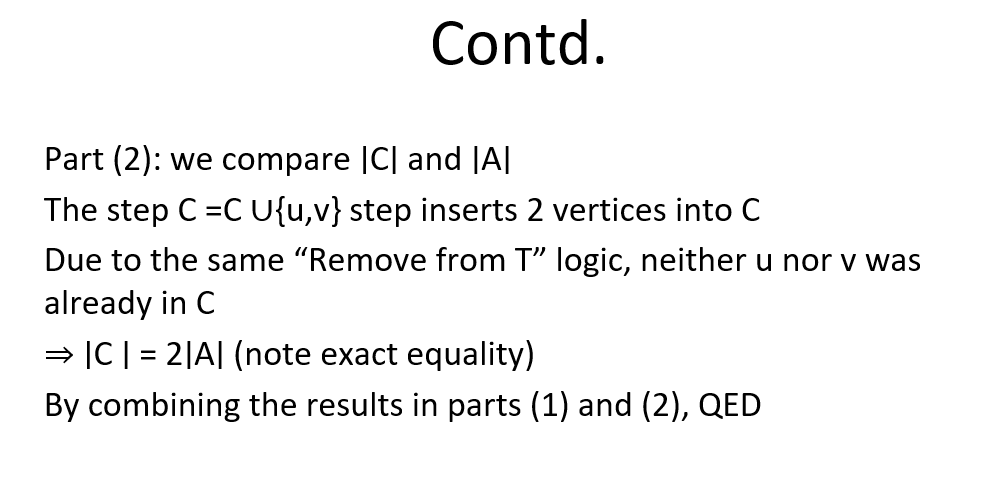 Contd.
Part (2): we compare |C| and |A|
The step C =C ∪{u,v} step inserts 2 vertices into C
Due to the same “Remove from T” logic, neither u nor v was
already in C
⇒ |C | = 2|A| (note exact equality)
By combining the results in parts (1) and (2), QED